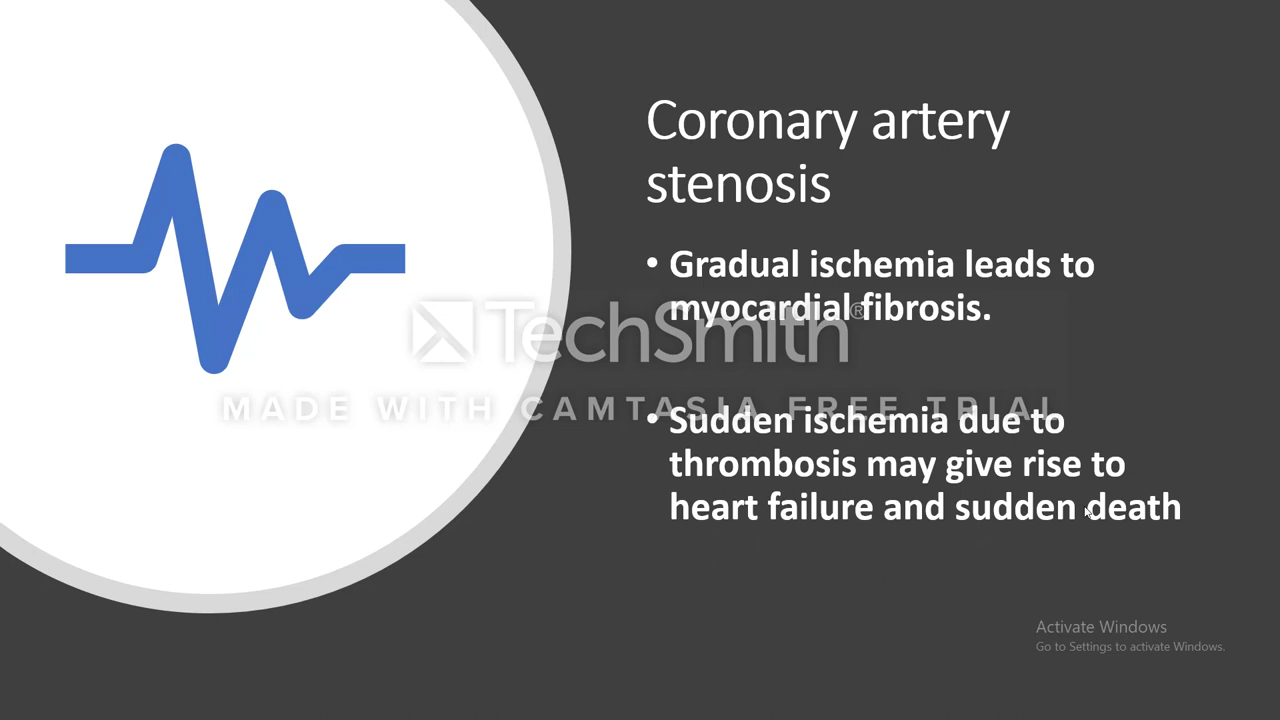 Coronary artery
stenosis
• Gradual ischemia leads to
myocardial fibrosis.
TechSmith®
MADE WITH CAMTASIA FREE TRIAL
• Sudden ischemia due to
thrombosis may give rise to
heart failure and sudden death
Activate Windows
Go to Settings to activate Windows.